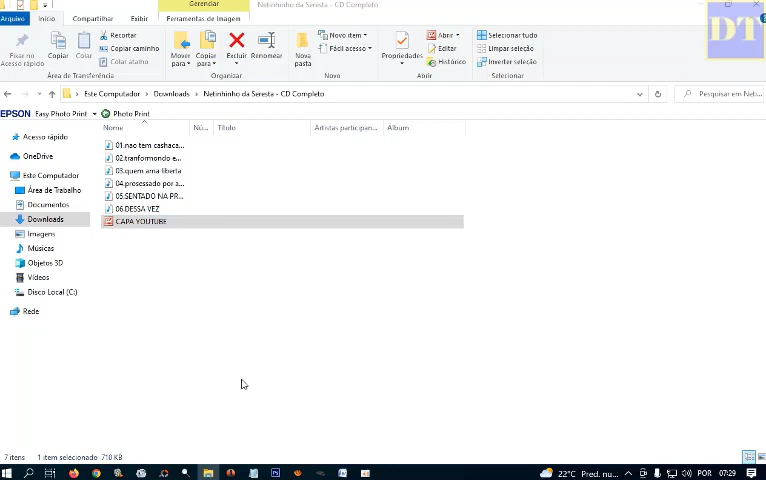 Gerenciar
Netinhinho da Seresta - CD Completo
Arquivo Início Compartilhar Exibir Ferramentas de Imagem
DT
Fixar no
Acesso rápido
Copiar
Colar
Recortar
Copiar caminho
Colar atalho
Área de Transferência
Mover
para
Copiar
para
Excluir
Renomear
Organizar
Nova
pasta
Novo item
Fácil acesso
Novo
Propriedades
Abrir
Editar
Histórico
Abrir
Selecionar tudo
Limpar seleção
Inverter seleção
Selecionar
Este Computador Downloads Netinhinho da Seresta - CD Completo
Pesquisar em Neti...
EPSON Easy Photo Print Photo Print
Nome Nú... Título Artistas participan... Álbum
Acesso rápido
OneDrive
Este Computador
Área de Trabalho
Documentos
Downloads
Imagens
Músicas
Objetos 3D
Vídeos
Disco Local (C:)
Rede
01.nao tem cashaca...
02.tranformondo e...
03.quem ama liberta
04.prosessado por a...
05.SENTADO NA PR...
06.DESSA VEZ
CAPA YOUTUBE
7 itens 1 item selecionado 710 KB
22°C Pred. nu... POR 07:29